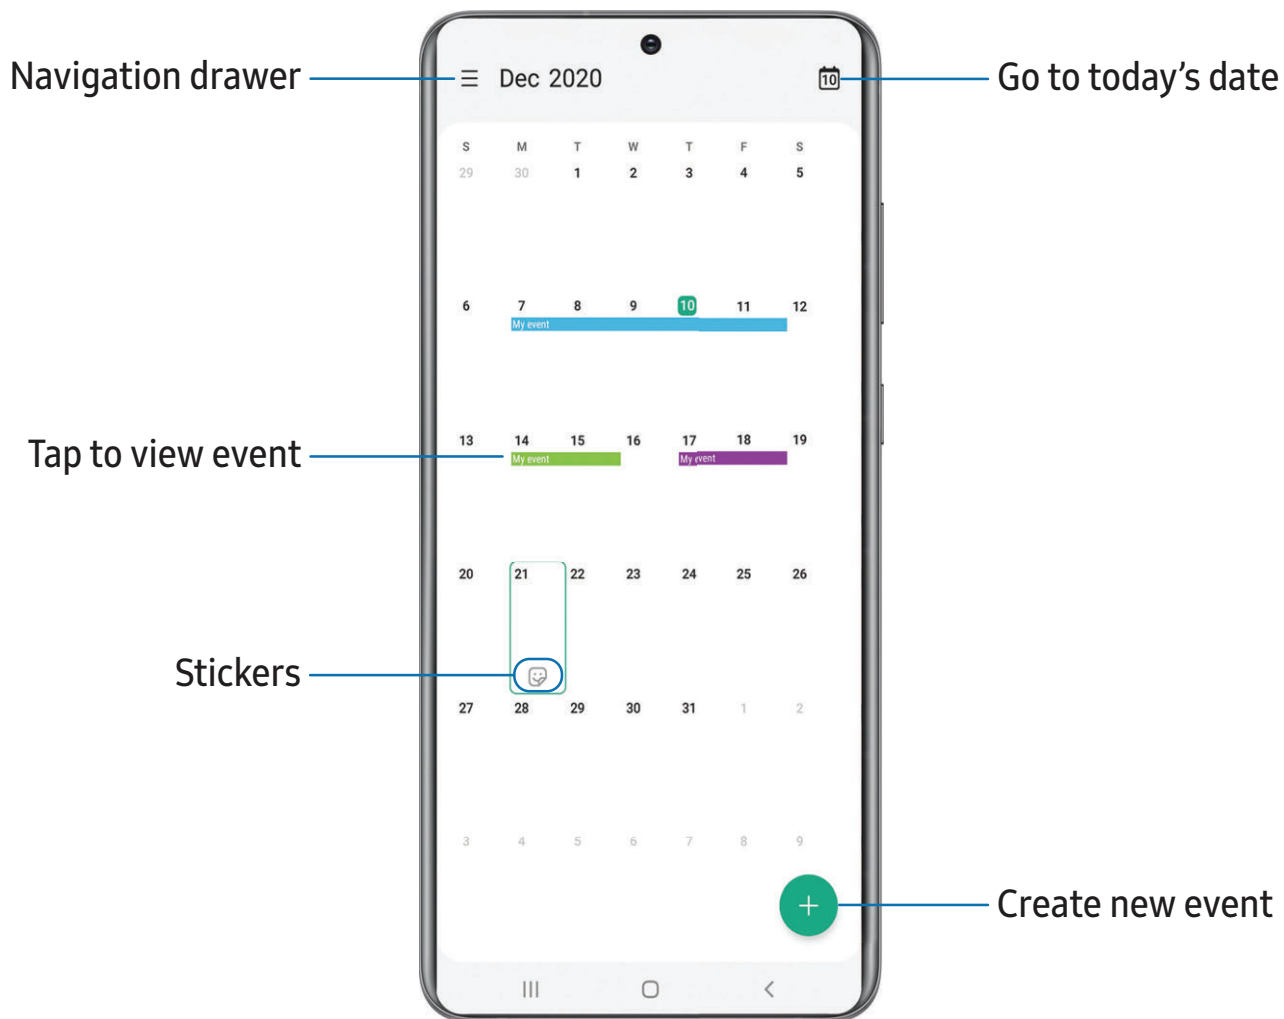 Navigation drawer
Dec 2020
10
Go to today's date
S M T W T F S
29 30 1 2 3 4 5
6 7 8 9 10 11 12
My event
Tap to view event
13 14 15 16 17 18 19
My event My event
20 21 22 23 24 25 26
Stickers
27 28 29 30 31 1 2
3 4 5 6 7 8 9
+
Create new event